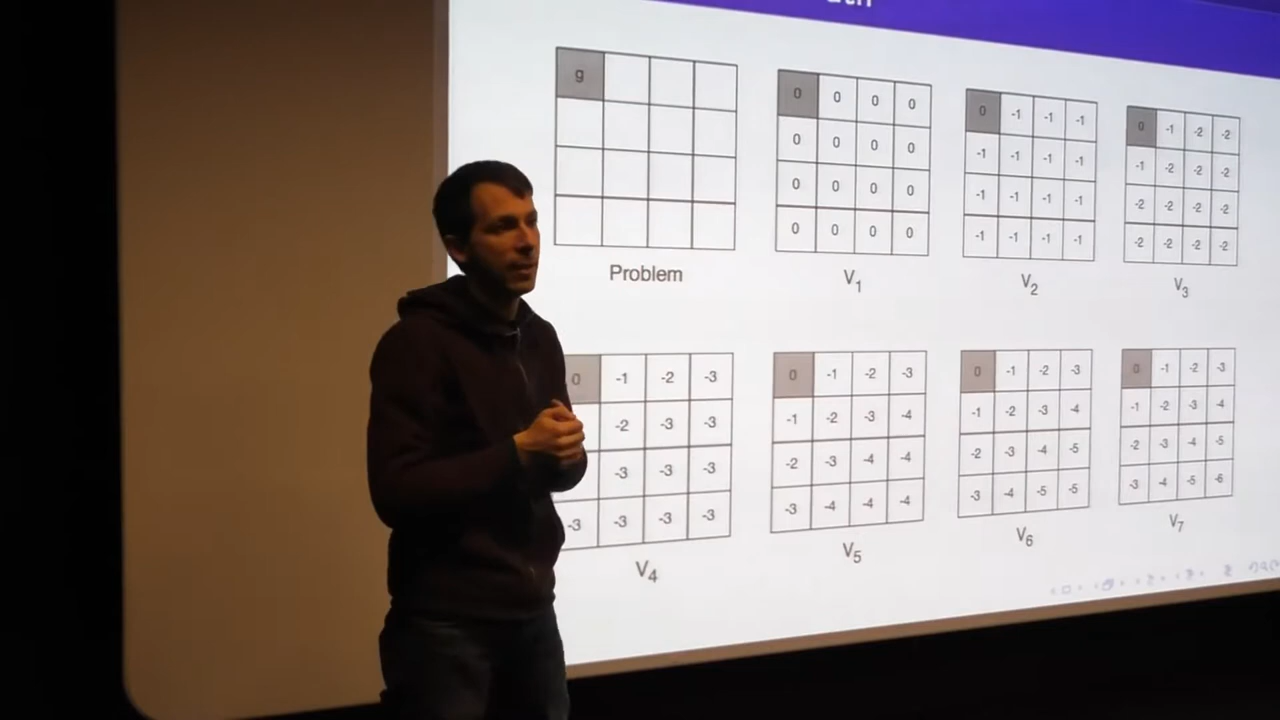 g
Problem
0 0 0 0
0 0 0 0
0 0 0 0
0 0 0 0
V1
0 -1 -1 -1
-1 -1 -1 -1
-1 -1 -1 -1
-1 -1 -1 -1
V2
0 -1 -2 -2
-1 -2 -2 -2
-2 -2 -2 -2
-2 -2 -2 -2
V3
0 -1 -2 -3
-2 -3 -3
-3 -3 -3
-3 -3 -3 -3
V4
0 -1 -2 -3
-1 -2 -3 -4
-2 -3 -4 -4
-3 -4 -4 -4
V5
0 -1 -2 -3
-1 -2 -3 -4
-2 -3 -4 -5
-3 -4 -5 -5
V6
0 -1 -2 -3
-1 -2 -3 -4
-2 -3 -4 -5
-3 -4 -5 -6
V7